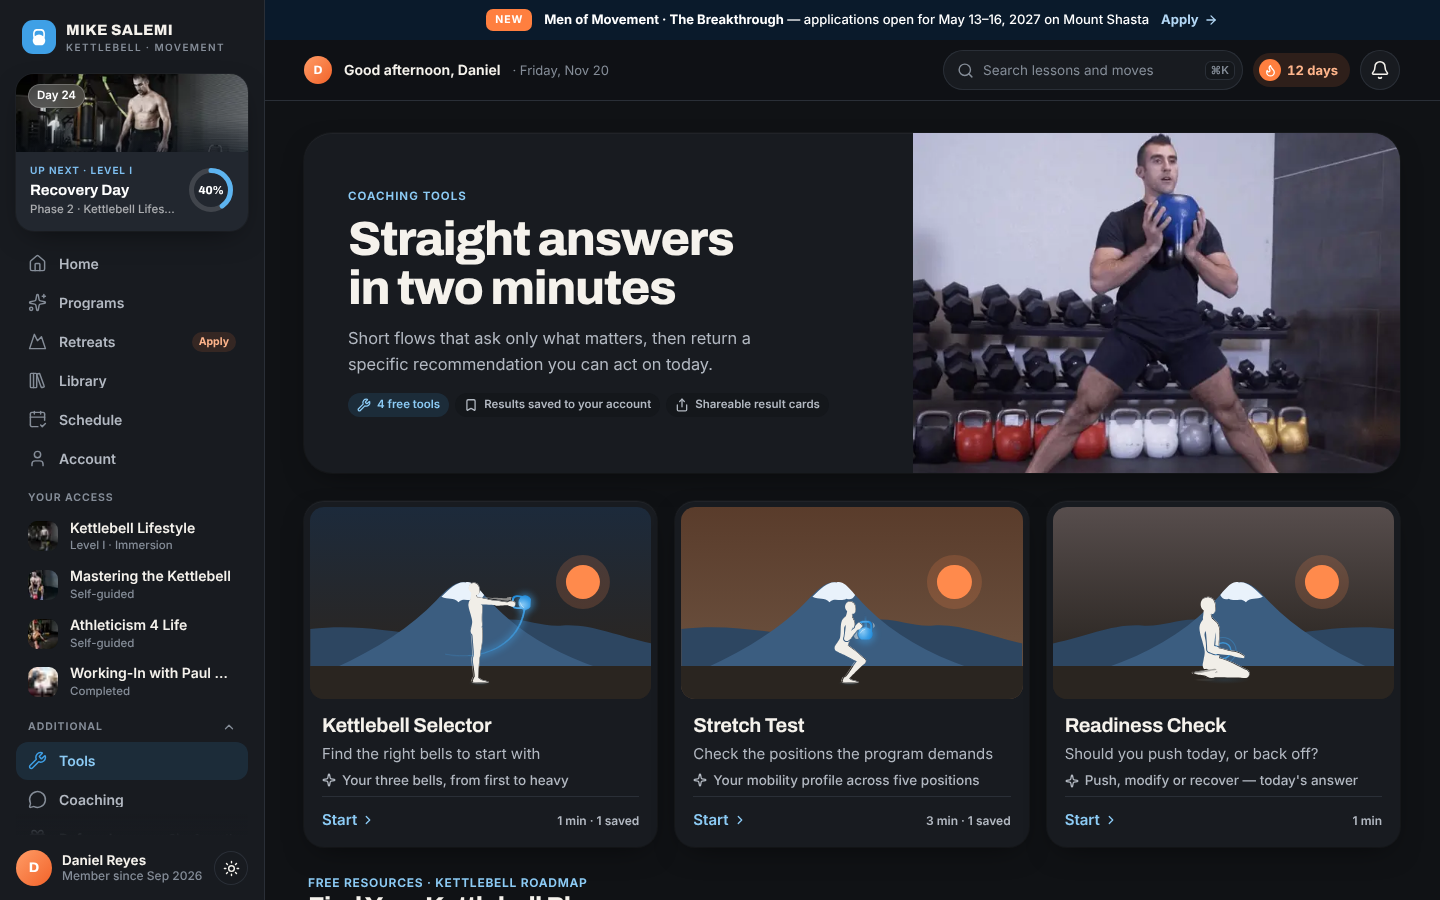 MIKE SALEMI
KETTLEBELL · MOVEMENT
Day 24
UP NEXT · LEVEL I
Recovery Day
Phase 2 · Kettlebell Lifes...
40%
Home
Programs
Retreats
Apply
Library
Schedule
Account
YOUR ACCESS
Kettlebell Lifestyle
Level I · Immersion
Mastering the Kettlebell
Self-guided
Athleticism 4 Life
Self-guided
Working-In with Paul ...
Completed
ADDITIONAL
Tools
Coaching
Daniel Reyes
Member since Sep 2026
NEW Men of Movement · The Breakthrough — applications open for May 13–16, 2027 on Mount Shasta Apply →
D Good afternoon, Daniel · Friday, Nov 20
Search lessons and moves ⌘K
12 days
COACHING TOOLS
Straight answers
in two minutes
Short flows that ask only what matters, then return a
specific recommendation you can act on today.
4 free tools
Results saved to your account
Shareable result cards
Kettlebell Selector
Find the right bells to start with
Your three bells, from first to heavy
Start
1 min · 1 saved
Stretch Test
Check the positions the program demands
Your mobility profile across five positions
Start
3 min · 1 saved
Readiness Check
Should you push today, or back off?
Push, modify or recover — today's answer
Start
1 min
FREE RESOURCES · KETTLEBELL ROADMAP
D